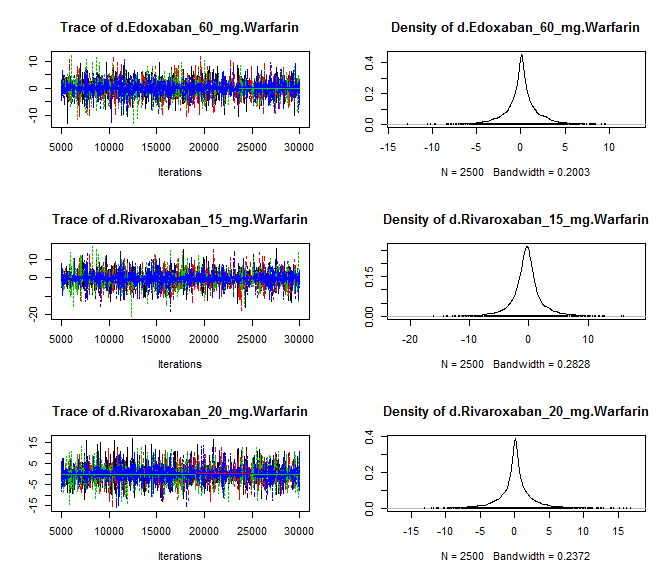 Trace of d.Edoxaban_60_mg.Warfarin
10
0
-10
5000 10000 15000 20000 25000 30000
Iterations
Density of d.Edoxaban_60_mg.Warfarin
0.4
0.2
0.0
-15 -10 -5 0 5 10
N = 2500 Bandwidth = 0.2003
Trace of d.Rivaroxaban_15_mg.Warfarin
10
0
-20
5000 10000 15000 20000 25000 30000
Iterations
Density of d.Rivaroxaban_15_mg.Warfarin
0.15
0.00
-20 -10 0 10
N = 2500 Bandwidth = 0.2828
Trace of d.Rivaroxaban_20_mg.Warfarin
15
5
-5
-15
5000 10000 15000 20000 25000 30000
Iterations
Density of d.Rivaroxaban_20_mg.Warfarin
0.4
0.2
0.0
-15 -10 -5 0 5 10 15
N = 2500 Bandwidth = 0.2372